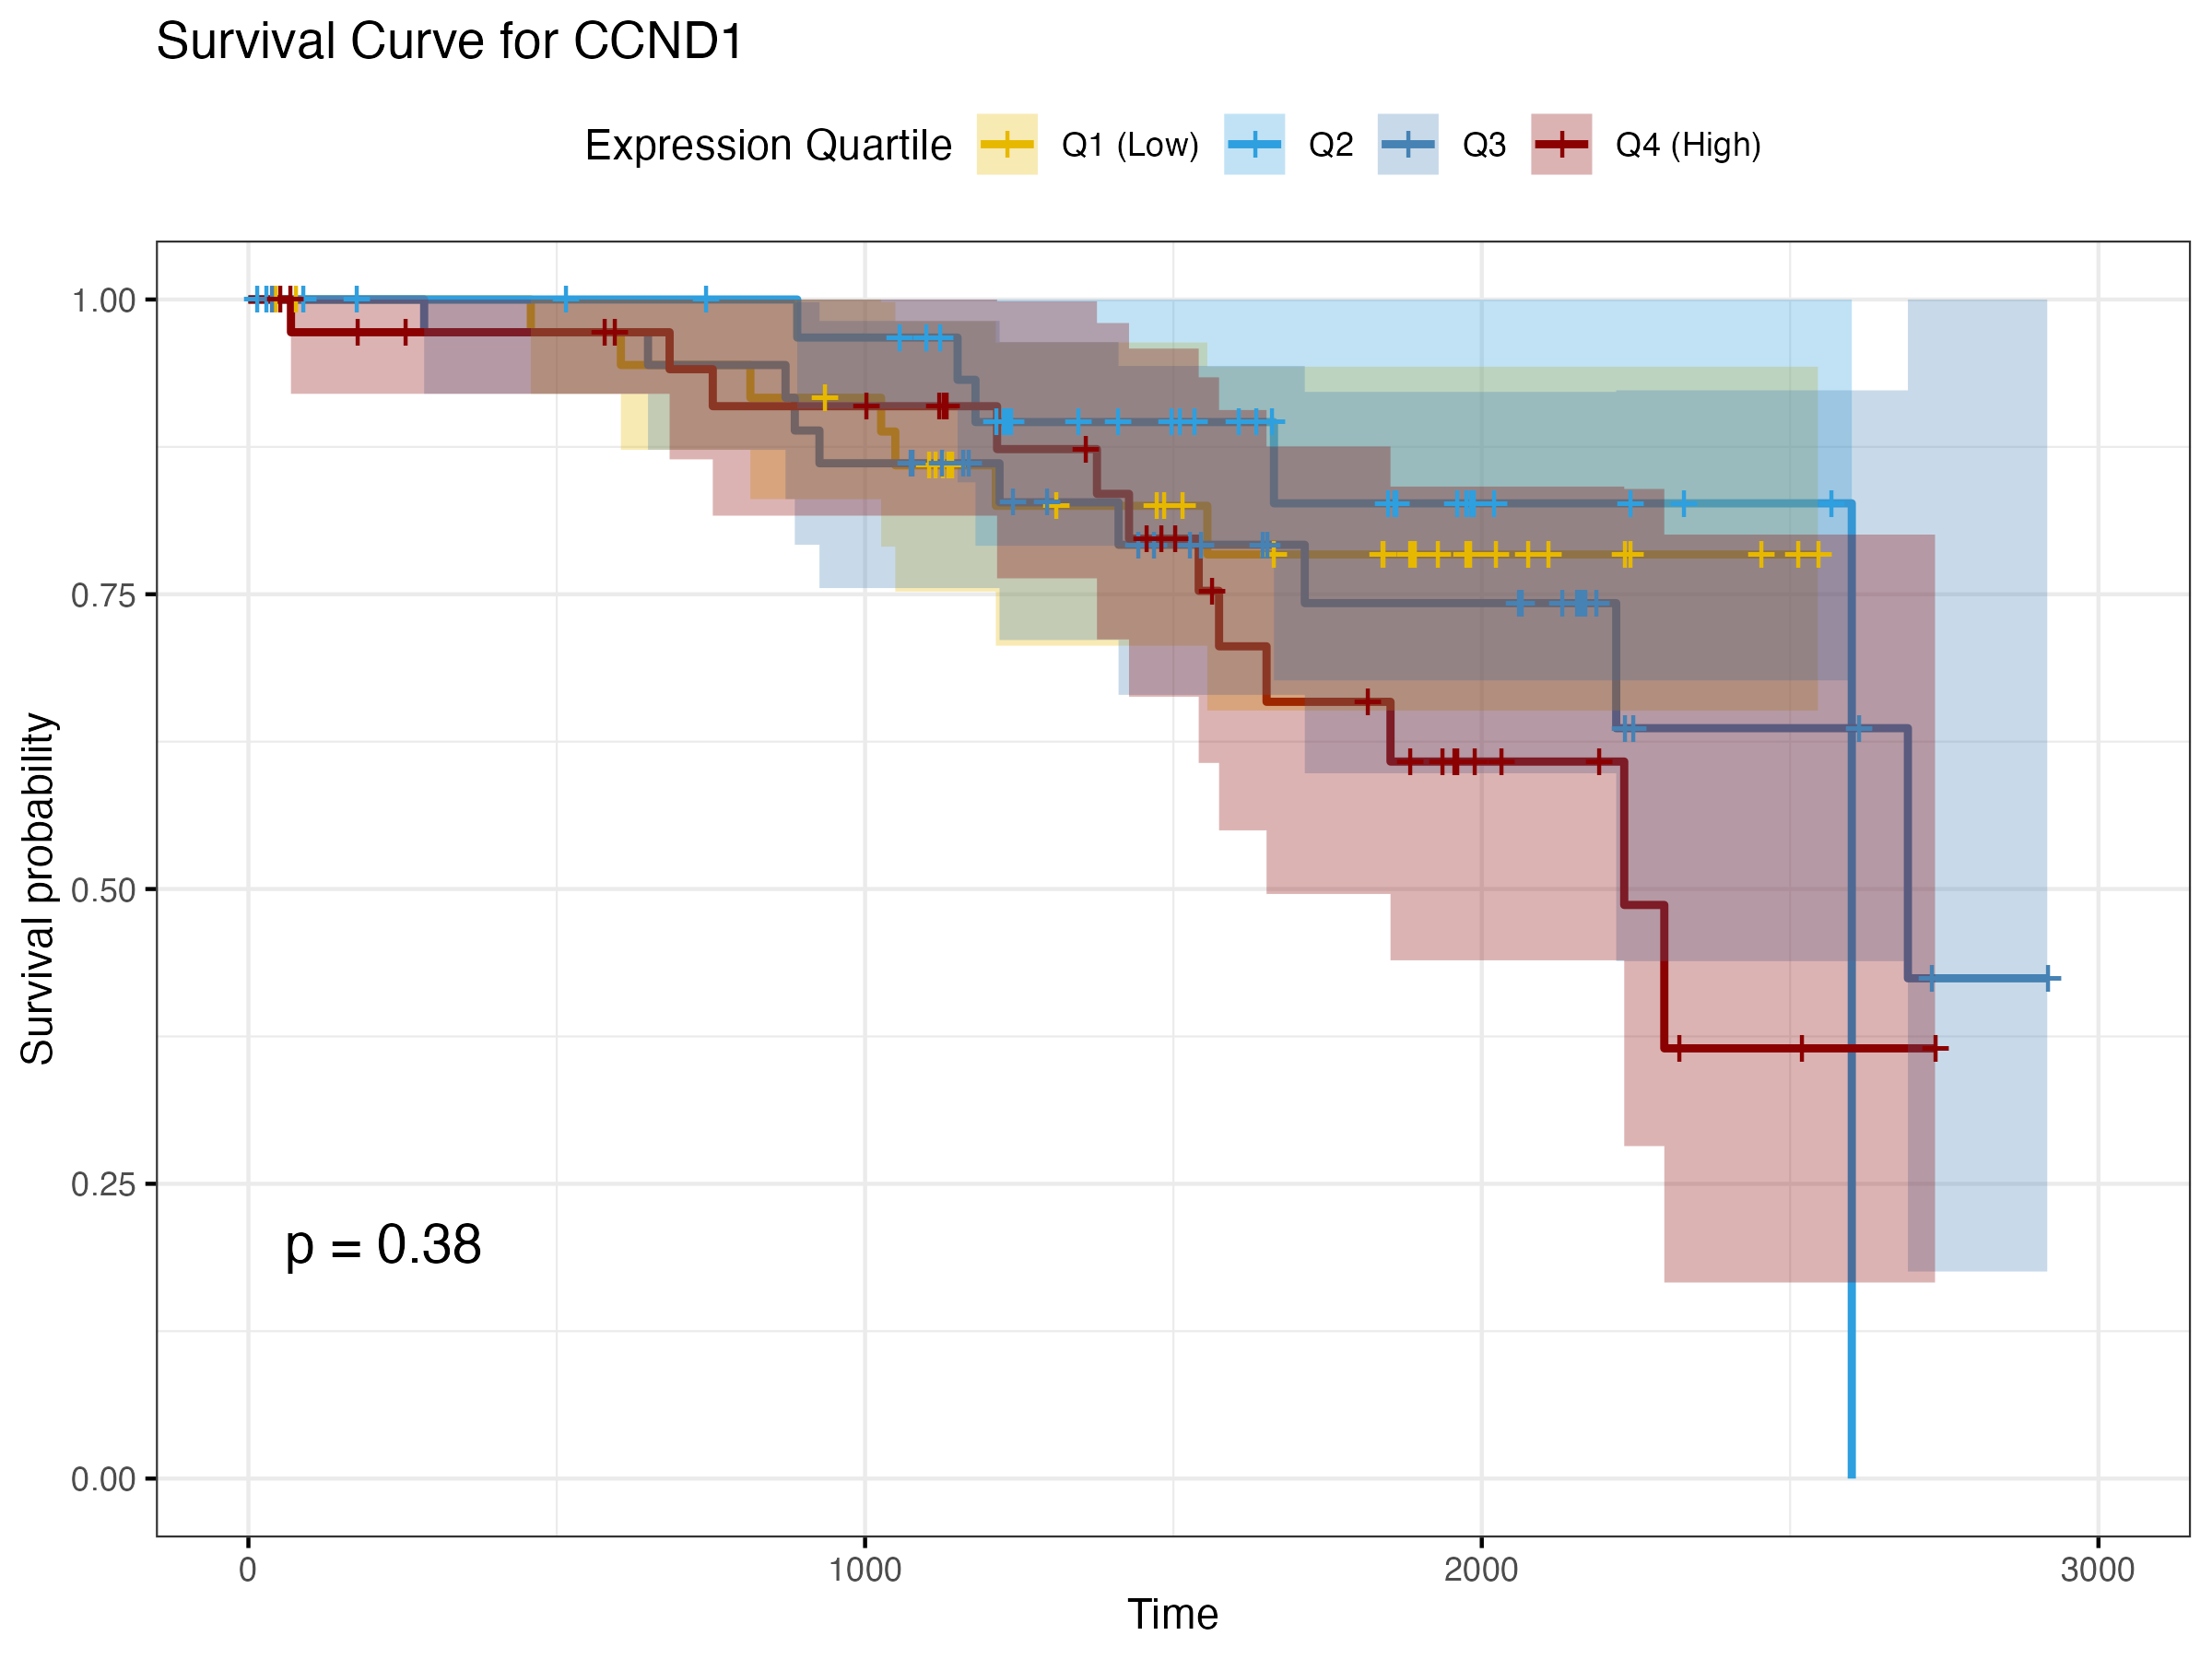 Survival Curve for CCND1
Expression Quartile Q1 (Low) Q2 Q3 Q4 (High)
1.00
0.75
0.50
0.25
0.00
Survival probability
p = 0.38
0 1000 2000 3000
Time